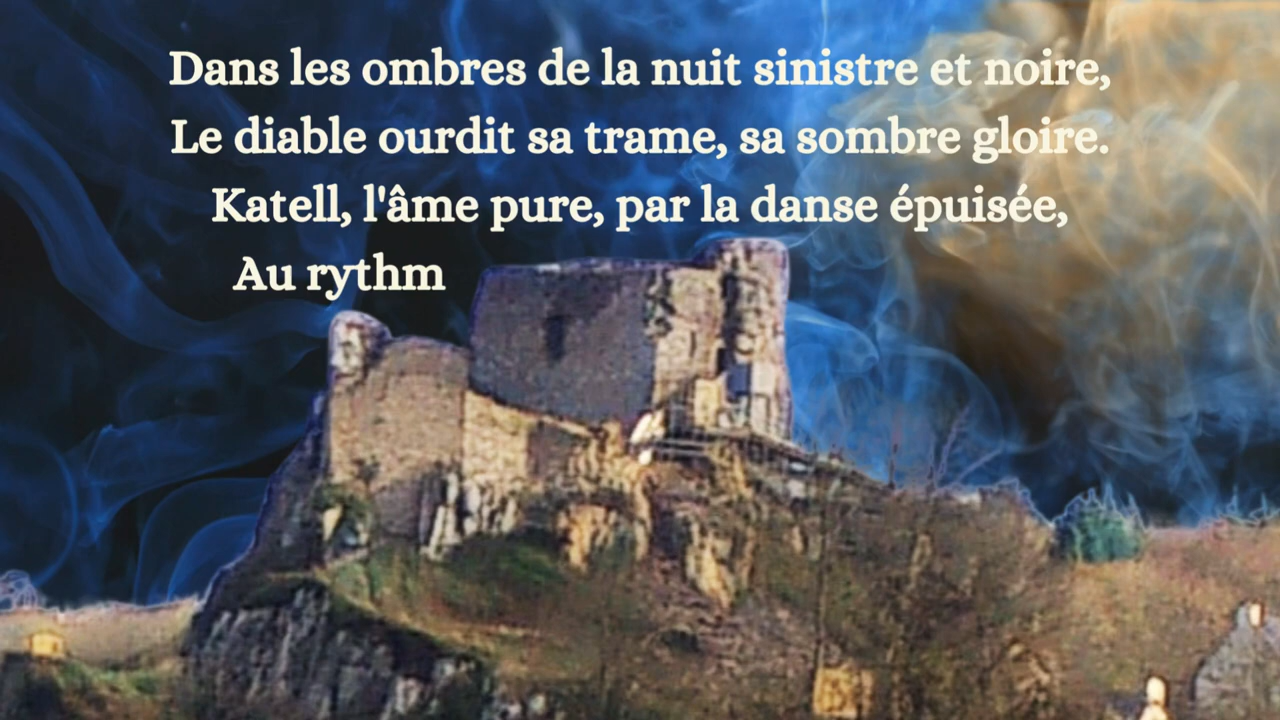 Dans les ombres de la nuit sinistre et noire,
Le diable ourdit sa trame, sa sombre gloire.
Katell, l'âme pure, par la danse épuisée,
Au rythm